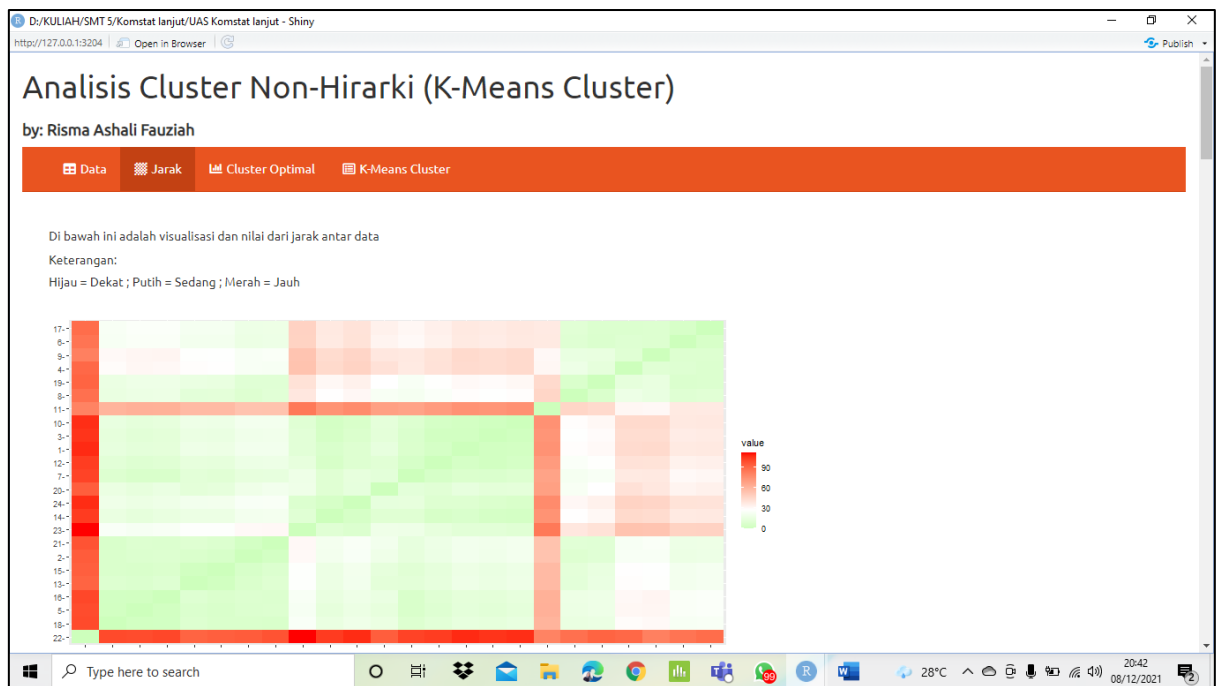 D:/KULIAH/SMT 5/Komstat lanjut/UAS Komstat lanjut - Shiny
http://127.0.0.1:3204 Open in Browser Publish
Analisis Cluster Non-Hirarki (K-Means Cluster)
by: Risma Ashali Fauziah
Data Jarak Cluster Optimal K-Means Cluster
Di bawah ini adalah visualisasi dan nilai dari jarak antar data
Keterangan:
Hijau = Dekat ; Putih = Sedang ; Merah = Jauh
17-
6-
9-
4-
19-
8-
11-
10-
3-
1-
12-
7-
20-
24-
14-
23-
21-
2-
15-
13-
16-
5-
18-
22-
value
90
60
30
0
Type here to search
99
28°C
20:42
08/12/2021
2